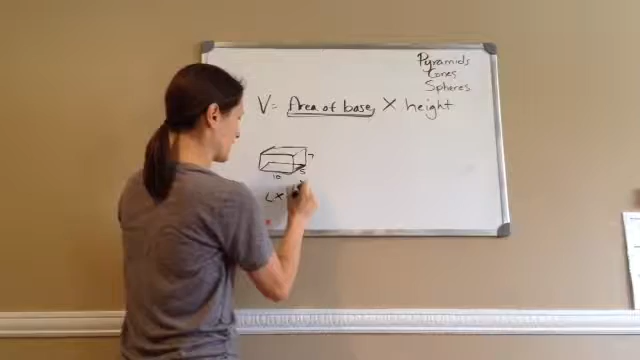 Pyramids
Cones
Spheres
V= Area of base X height
7
5
10
L x